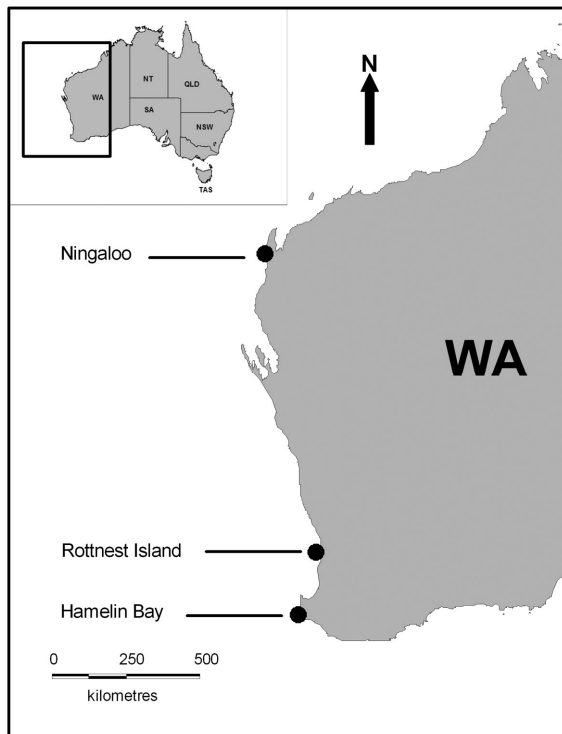 WA
NT
QLD
SA
NSW
TAS
N
Ningaloo
WA
Rottnest Island
Hamelin Bay
0 250 500
kilometres